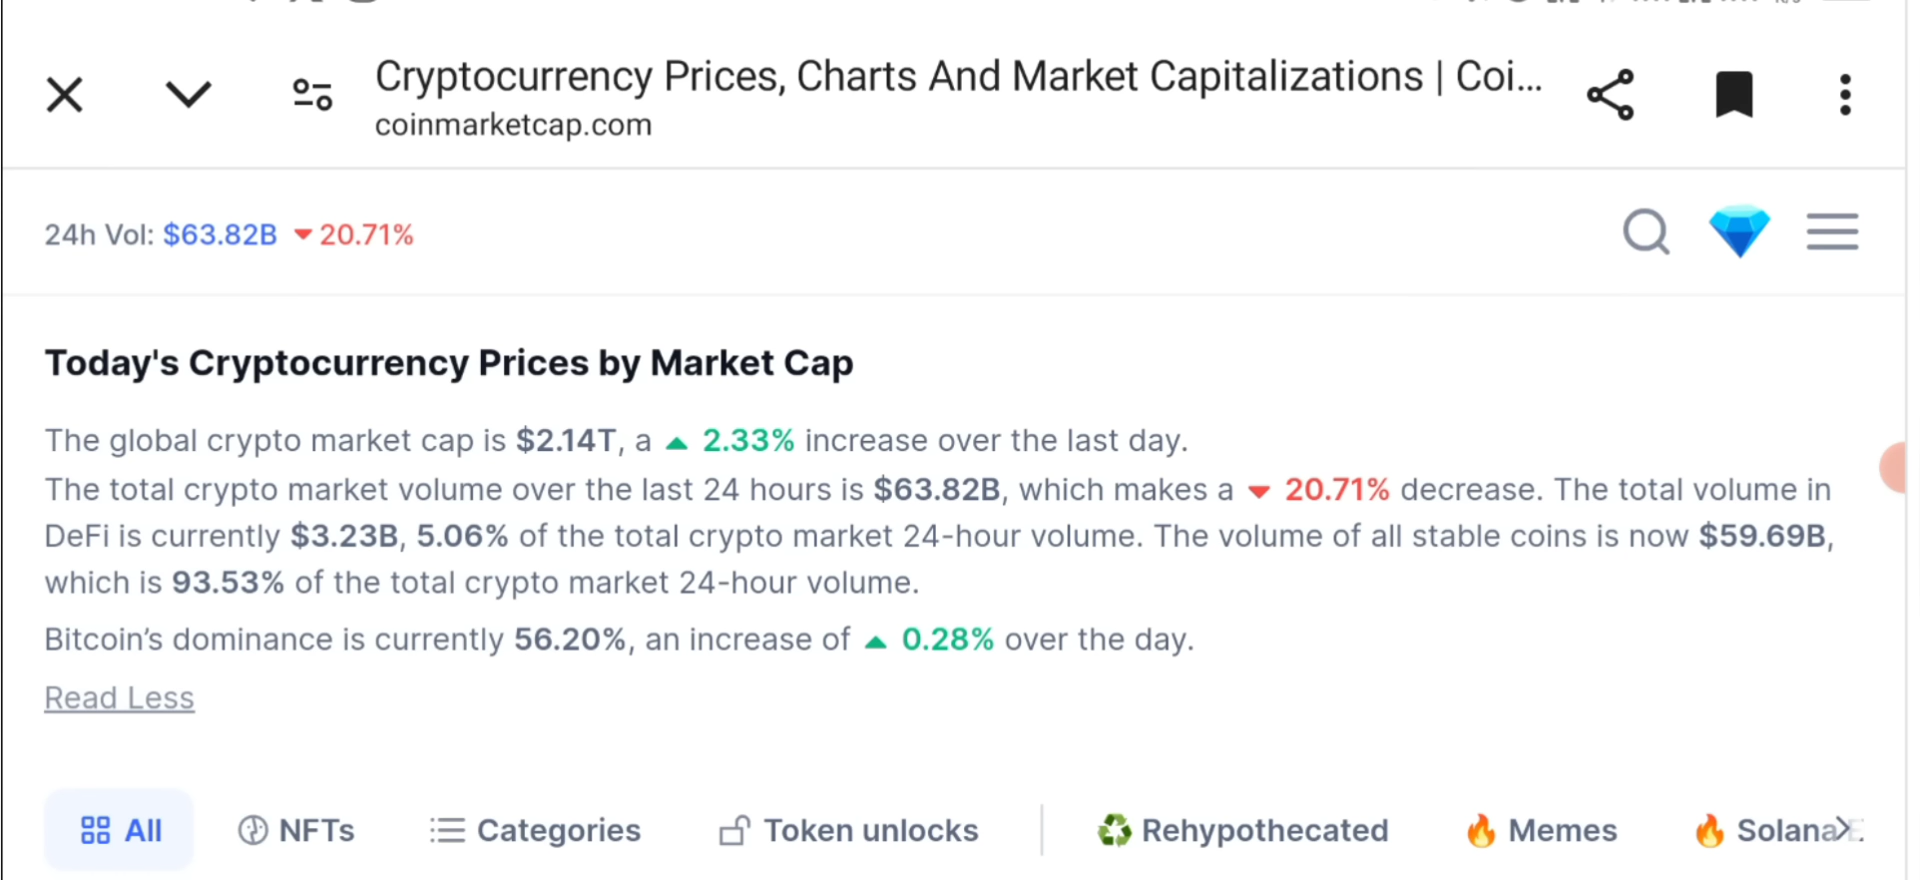 Cryptocurrency Prices, Charts And Market Capitalizations | Coi...
coinmarketcap.com
24h Vol: $63.82B ▼ 20.71%
Today's Cryptocurrency Prices by Market Cap
The global crypto market cap is $2.14T, a ▲ 2.33% increase over the last day.
The total crypto market volume over the last 24 hours is $63.82B, which makes a ▼ 20.71% decrease. The total volume in
DeFi is currently $3.23B, 5.06% of the total crypto market 24-hour volume. The volume of all stable coins is now $59.69B,
which is 93.53% of the total crypto market 24-hour volume.
Bitcoin’s dominance is currently 56.20%, an increase of ▲ 0.28% over the day.
Read Less
All NFTs Categories Token unlocks Rehypothecated Memes Solana